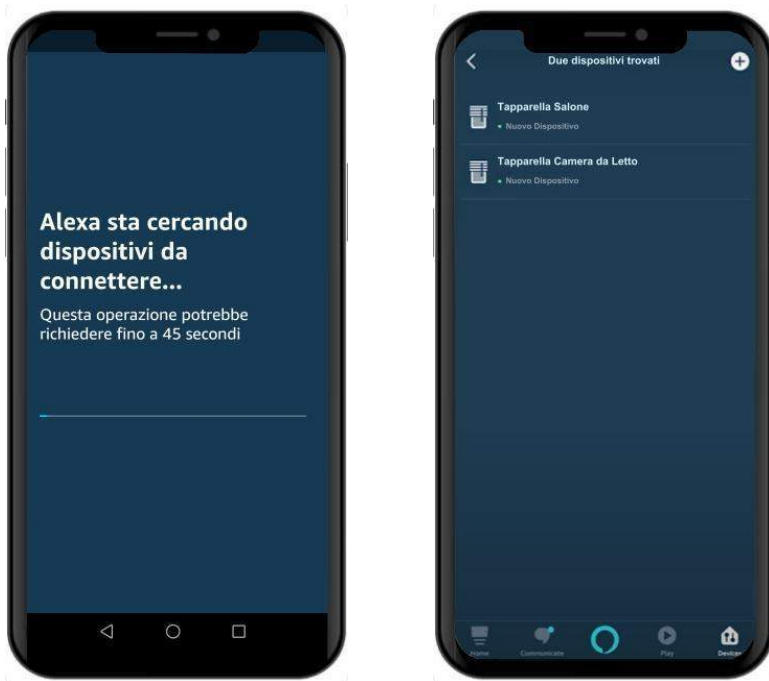 Alexa sta cercando
dispositivi da
connettere...
Questa operazione potrebbe
richiedere fino a 45 secondi
Due dispositivi trovati
Tapparella Salone
Nuovo Dispositivo
Tapparella Camera da Letto
Nuovo Dispositivo
Home Communicate Play Devices